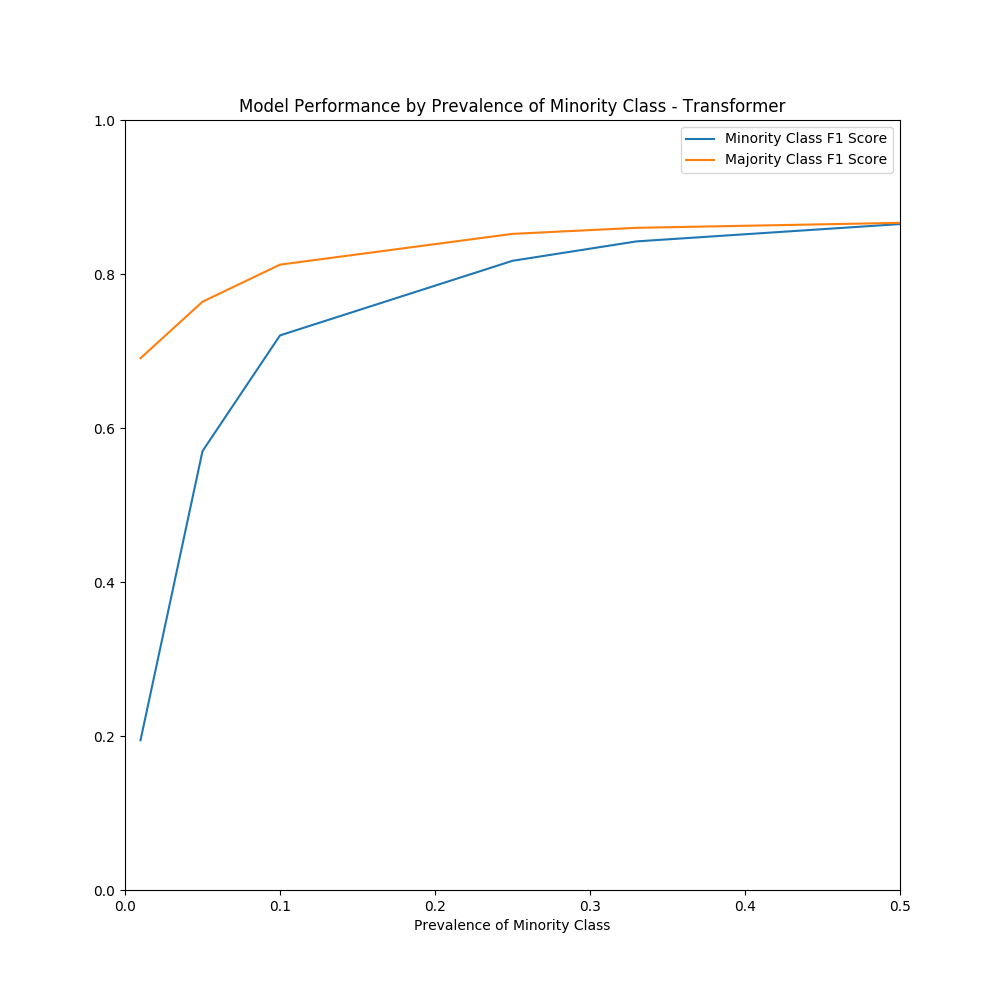 Model Performance by Prevalence of Minority Class - Transformer
1.0
Minority Class F1 Score
Majority Class F1 Score
0.8
0.6
0.4
0.2
0.0
0.0 0.1 0.2 0.3 0.4 0.5
Prevalence of Minority Class